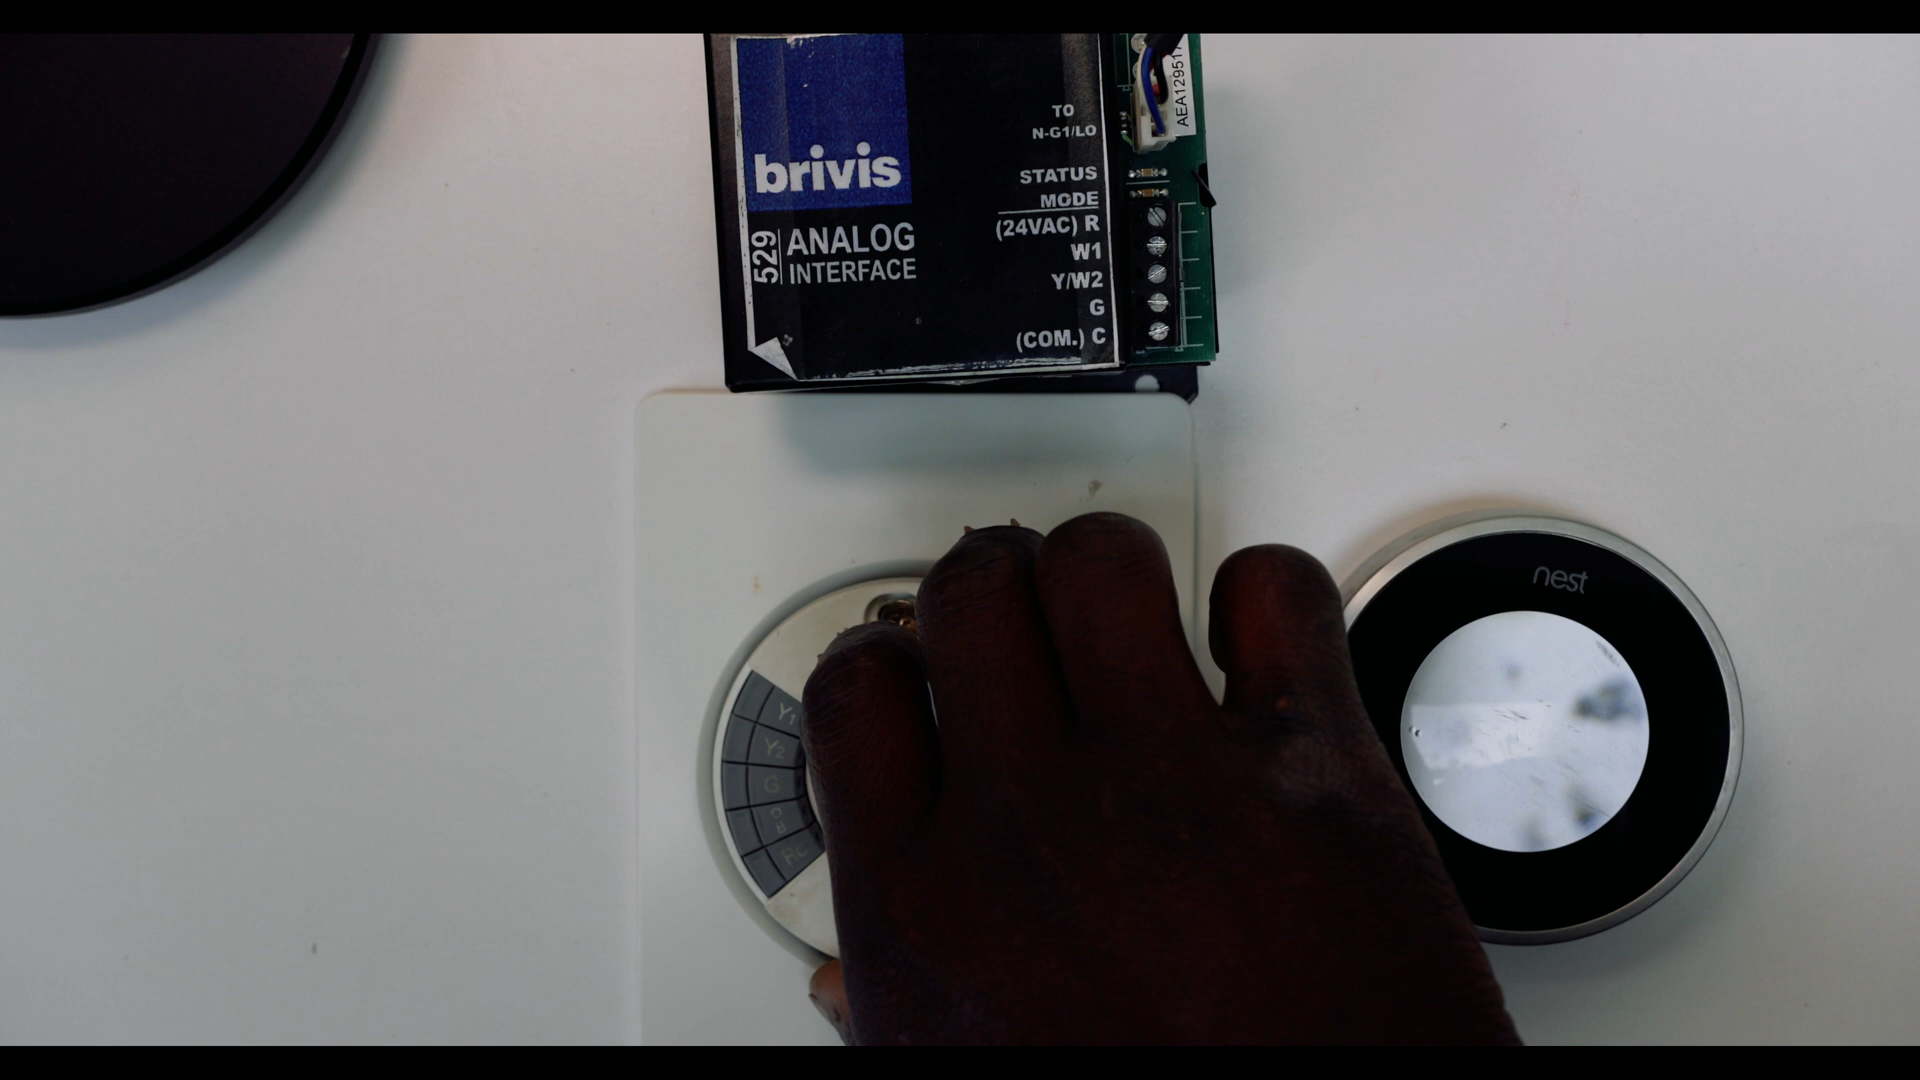 brivis
529
ANALOG
INTERFACE
TO
N-G1/LO
STATUS
MODE
(24VAC) R
W1
Y/W2
G
(COM.) C
nest
Y1
Y2
G
O
B
RC